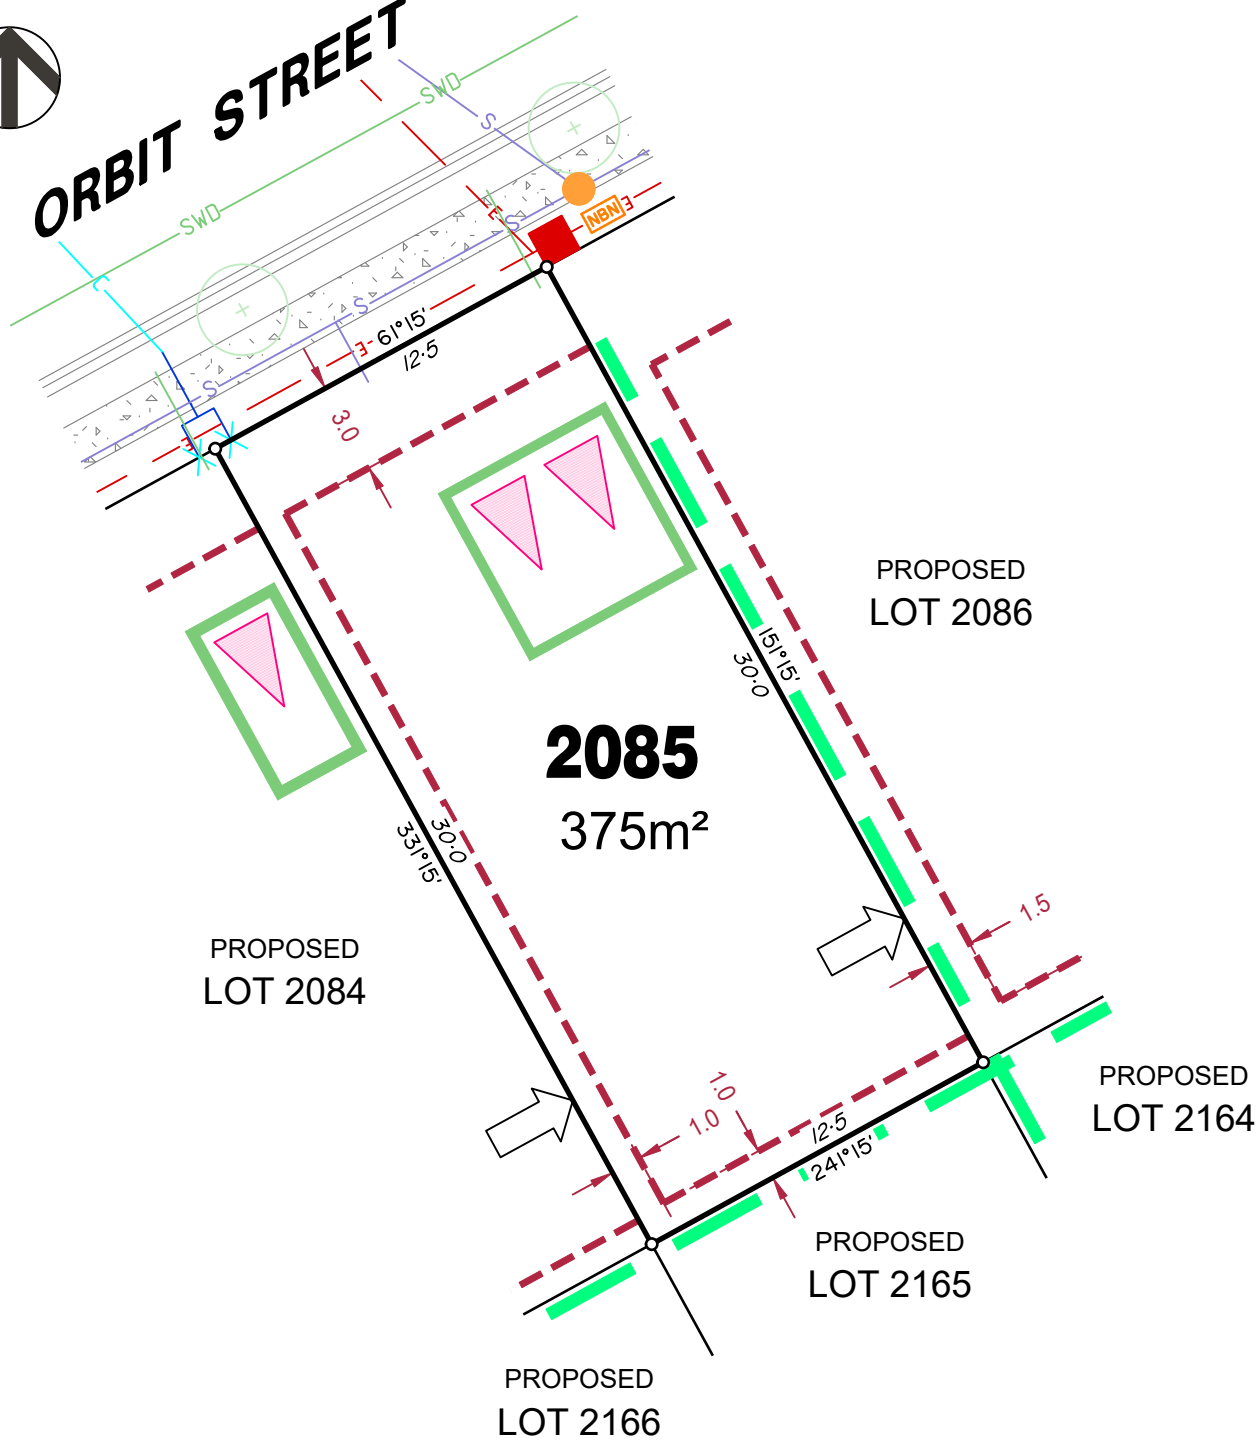 ORBIT STREET
SWD
SWD
S
S
S
S
E
E
E
E
C
NBN
61°15'
12·5
3.0
PROPOSED
LOT 2086
151°15'
30·0
2085
375m²
30·0
331°15'
1.5
PROPOSED
LOT 2084
1.0
1.0
12·5
241°15'
PROPOSED
LOT 2164
PROPOSED
LOT 2165
PROPOSED
LOT 2166